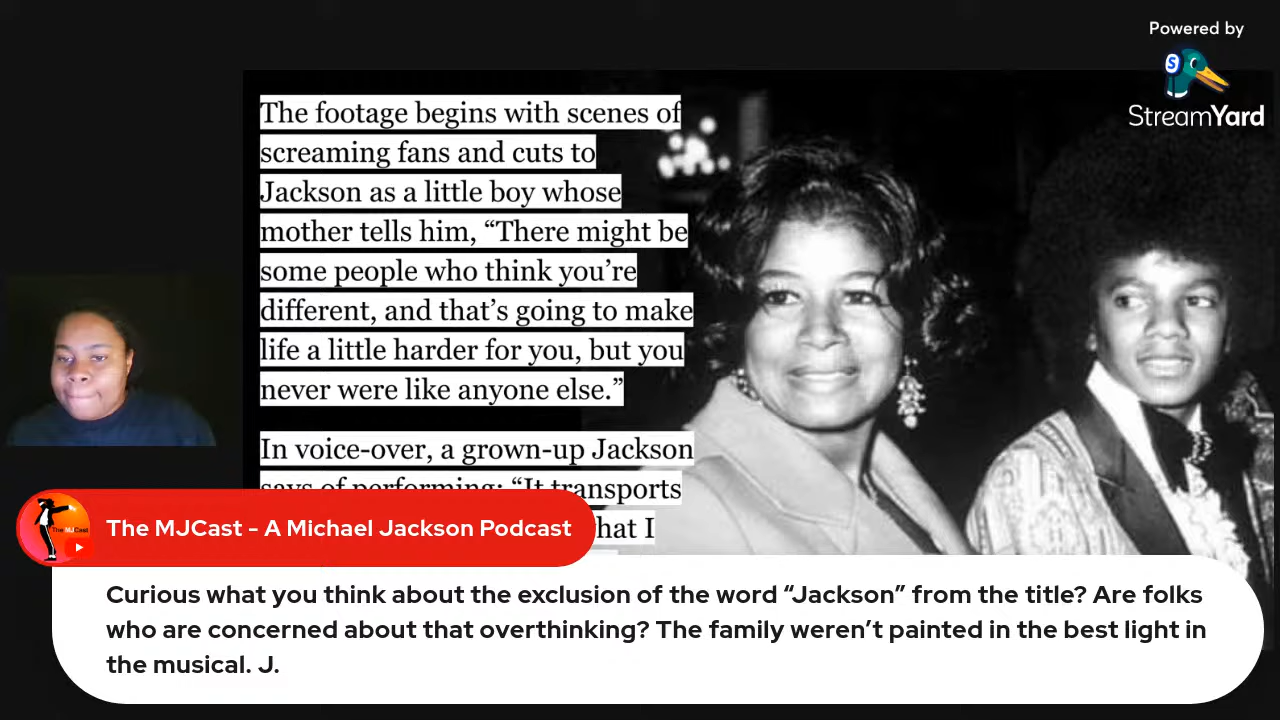 Powered by
StreamYard
The footage begins with scenes of
screaming fans and cuts to
Jackson as a little boy whose
mother tells him, “There might be
some people who think you’re
different, and that’s going to make
life a little harder for you, but you
never were like anyone else.”
In voice-over, a grown-up Jackson
says of performing: “It transports
hat I
The MJCast - A Michael Jackson Podcast
Curious what you think about the exclusion of the word “Jackson” from the title? Are folks
who are concerned about that overthinking? The family weren’t painted in the best light in
the musical. J.